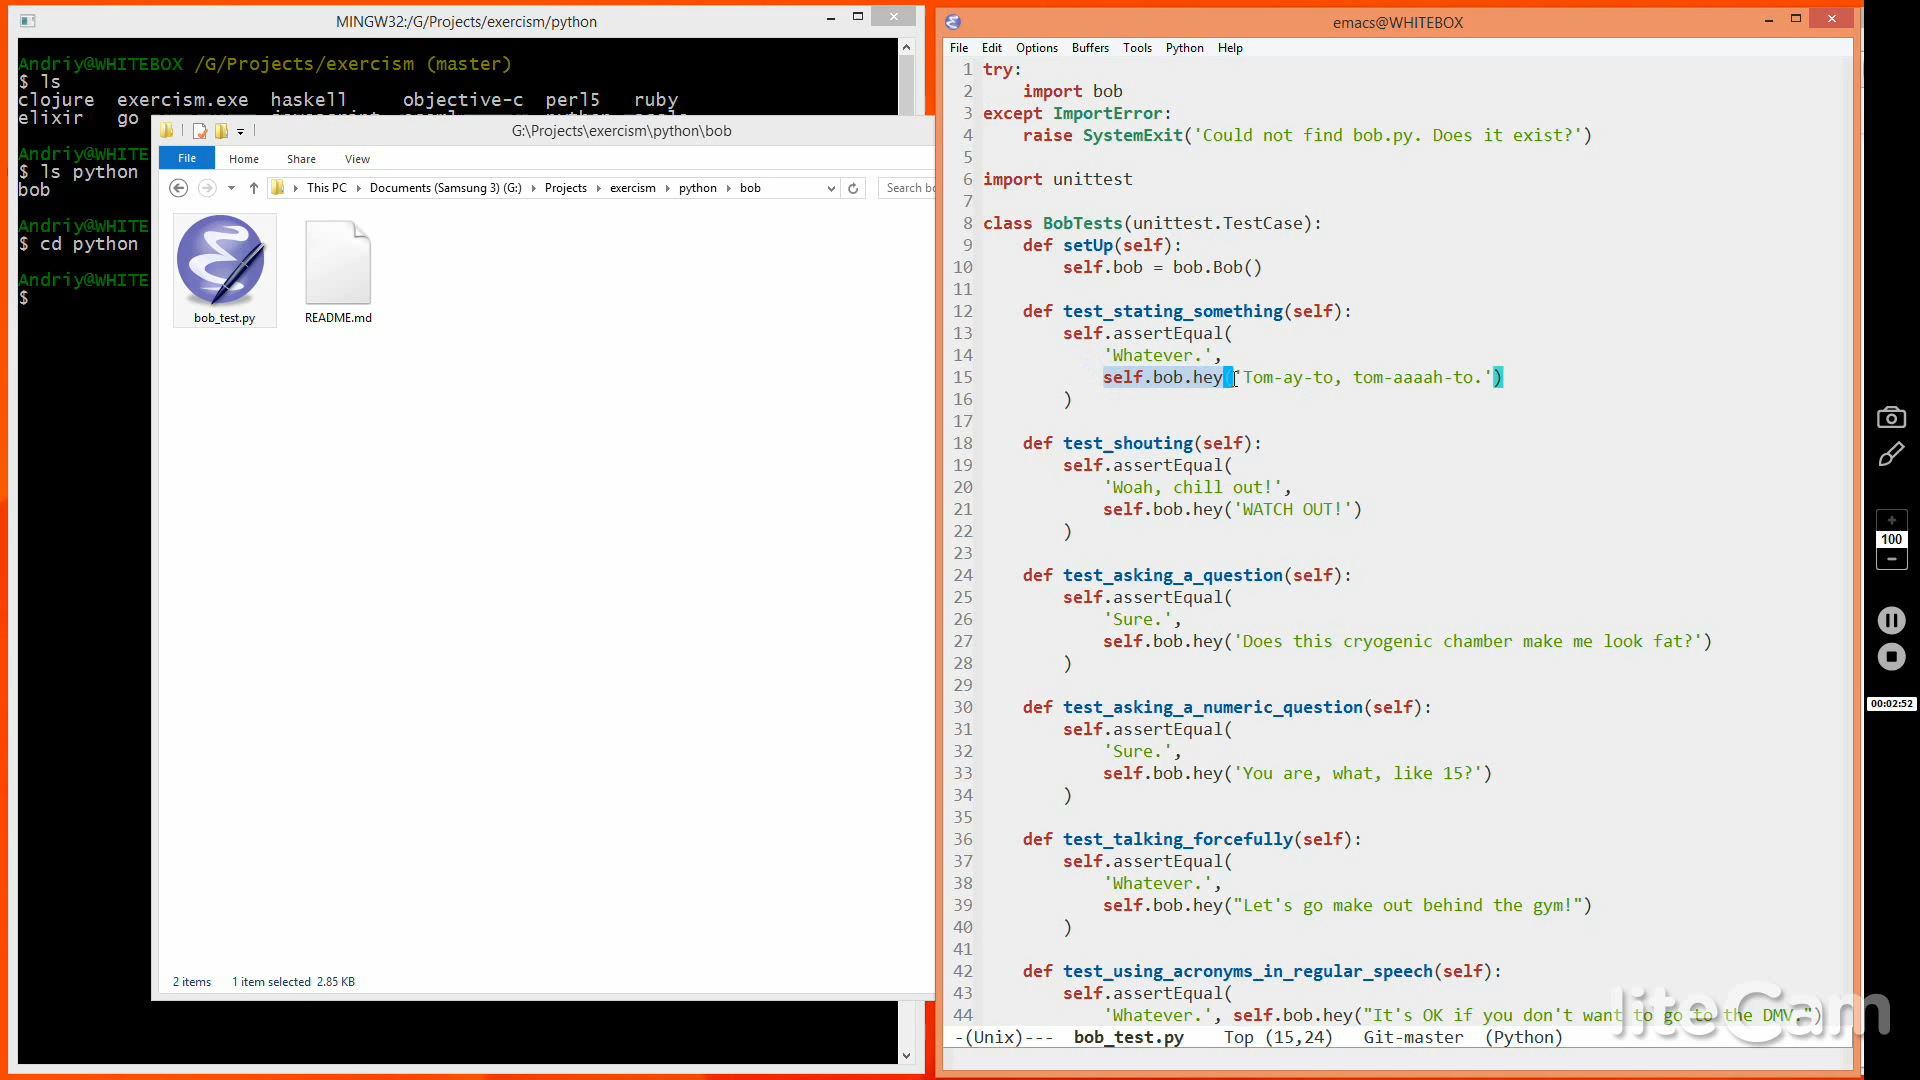 MINGW32:/G/Projects/exercism/python
Andriy@WHITEBOX /G/Projects/exercism (master)
$ ls
clojure exercism.exe haskell objective-c perl5 ruby
elixir go
Andriy@WHITE
$ ls python
bob
Andriy@WHITE
$ cd python
Andriy@WHITE
$
G:\Projects\exercism\python\bob
File Home Share View
This PC Documents (Samsung 3) (G:) Projects exercism python bob
Search bo
bob_test.py README.md
2 items 1 item selected 2.85 KB
emacs@WHITEBOX
File Edit Options Buffers Tools Python Help
1 try:
2     import bob
3 except ImportError:
4     raise SystemExit('Could not find bob.py. Does it exist?')
5
6 import unittest
7
8 class BobTests(unittest.TestCase):
9     def setUp(self):
10         self.bob = bob.Bob()
11
12     def test_stating_something(self):
13         self.assertEqual(
14             'Whatever.',
15             self.bob.hey('Tom-ay-to, tom-aaaah-to.')
16         )
17
18     def test_shouting(self):
19         self.assertEqual(
20             'Woah, chill out!',
21             self.bob.hey('WATCH OUT!')
22         )
23
24     def test_asking_a_question(self):
25         self.assertEqual(
26             'Sure.',
27             self.bob.hey('Does this cryogenic chamber make me look fat?')
28         )
29
30     def test_asking_a_numeric_question(self):
31         self.assertEqual(
32             'Sure.',
33             self.bob.hey('You are, what, like 15?')
34         )
35
36     def test_talking_forcefully(self):
37         self.assertEqual(
38             'Whatever.',
39             self.bob.hey("Let's go make out behind the gym!")
40         )
41
42     def test_using_acronyms_in_regular_speech(self):
43         self.assertEqual(
44             'Whatever.', self.bob.hey("It's OK if you don't want to go to the DMV.")
-(Unix)--- bob_test.py Top (15,24) Git-master (Python)
100
00:02:52
liteCam